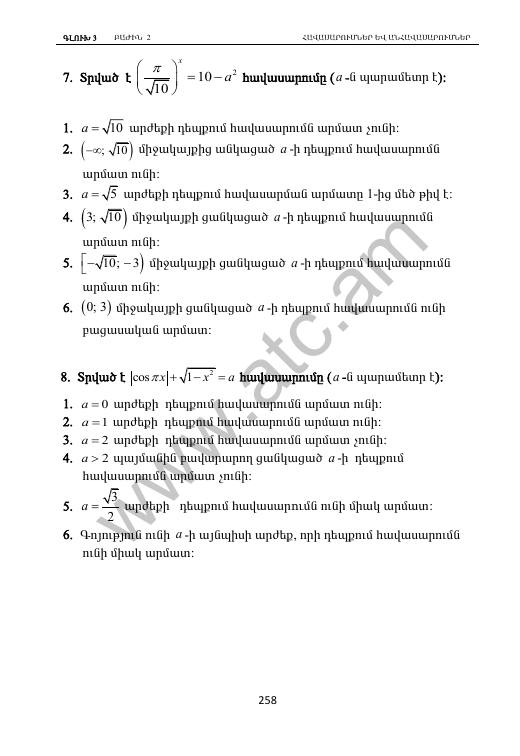 ԳԼՈՒԽ 3 ԲԱԺԻՆ 2 ՀԱՎԱՍԱՐՈՒՄՆԵՐ ԵՎ ԱՆՀԱՎԱՍԱՐՈՒՄՆԵՐ
7. Տրված է (π/√10)^x = 10 − a² հավասարումը (a -ն պարամետր է):
1. a = √10 արժեքի դեպքում հավասարումն արմատ չունի:
2. (−∞; √10) միջակայքից անկացած a -ի դեպքում հավասարումն
արմատ ունի:
3. a = √5 արժեքի դեպքում հավասարման արմատը 1-ից մեծ թիվ է:
4. (3; √10) միջակայքի ցանկացած a -ի դեպքում հավասարումն
արմատ ունի:
5. [−√10; −3) միջակայքի ցանկացած a -ի դեպքում հավասարումն
արմատ ունի:
6. (0; 3) միջակայքի ցանկացած a -ի դեպքում հավասարումն ունի
բացասական արմատ:
8. Տրված է |cos πx| + √(1 − x²) = a հավասարումը (a -ն պարամետր է):
1. a = 0 արժեքի դեպքում հավասարումն արմատ ունի:
2. a = 1 արժեքի դեպքում հավասարումն արմատ ունի:
3. a = 2 արժեքի դեպքում հավասարումն արմատ չունի:
4. a > 2 պայմանին բավարարող ցանկացած a -ի դեպքում
հավասարումն արմատ չունի:
5. a = √3/2 արժեքի դեպքում հավասարումն ունի միակ արմատ:
6. Գոյություն ունի a -ի այնպիսի արժեք, որի դեպքում հավասարումն
ունի միակ արմատ:
www.atc.am
258